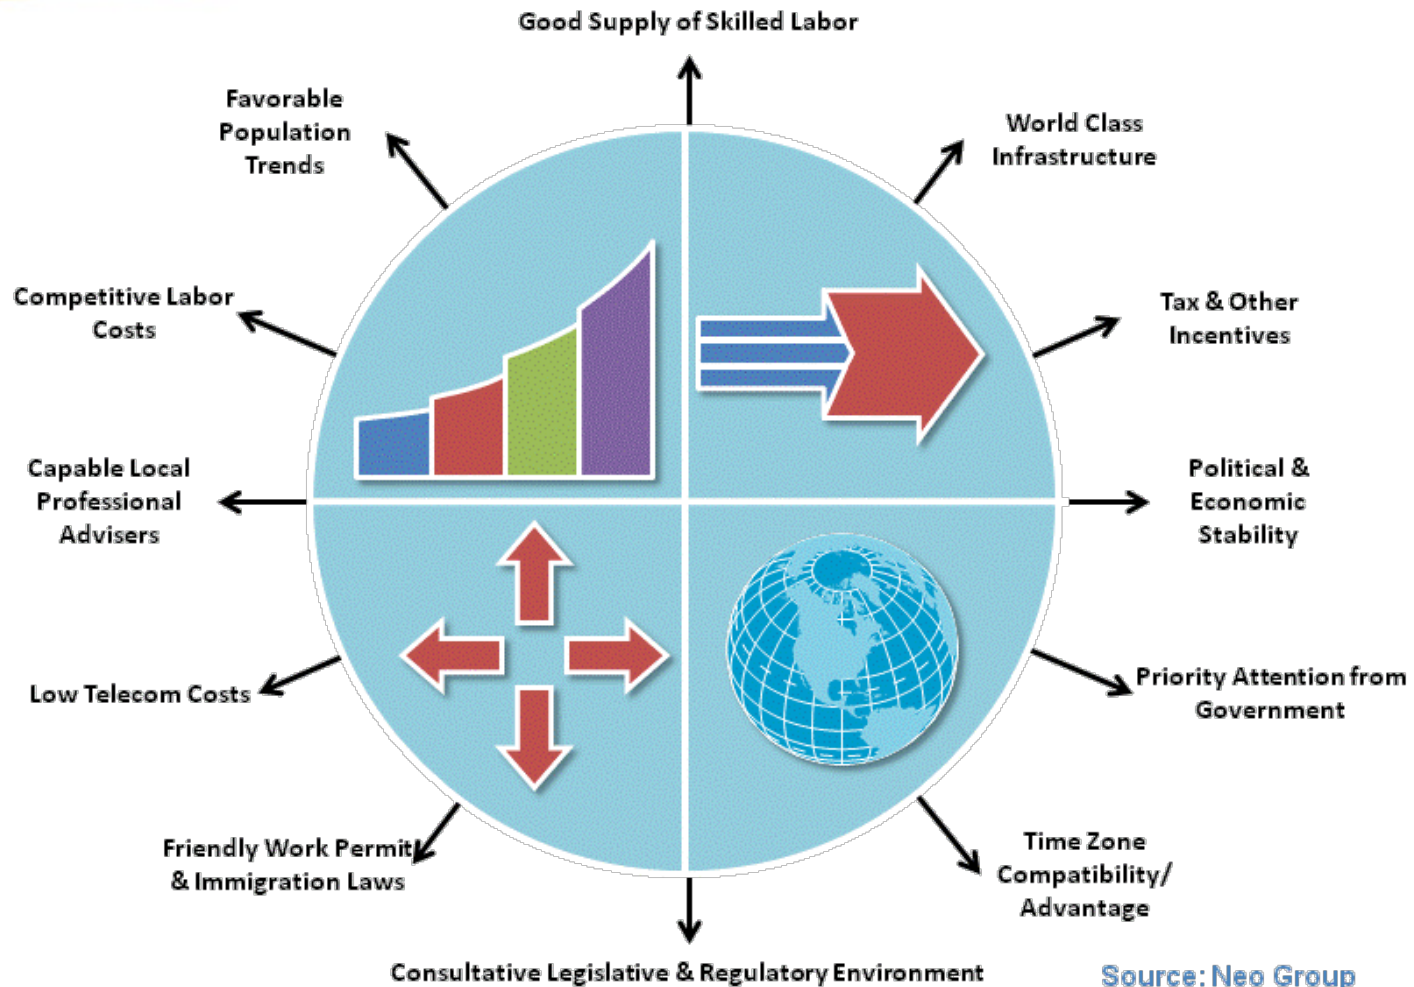 Good Supply of Skilled Labor
World Class
Infrastructure
Tax & Other
Incentives
Political &
Economic
Stability
Priority Attention from
Government
Time Zone
Compatibility/
Advantage
Consultative Legislative & Regulatory Environment
Friendly Work Permit
& Immigration Laws
Low Telecom Costs
Capable Local
Professional
Advisers
Competitive Labor
Costs
Favorable
Population
Trends
Source: Neo Group